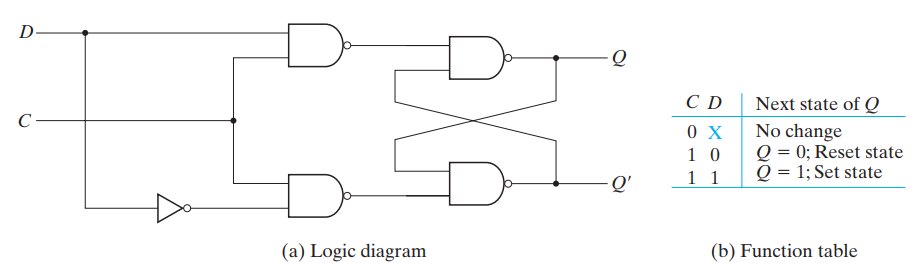 D
C
Q
Q'
C D Next state of Q
0 X No change
1 0 Q = 0; Reset state
1 1 Q = 1; Set state
(a) Logic diagram
(b) Function table